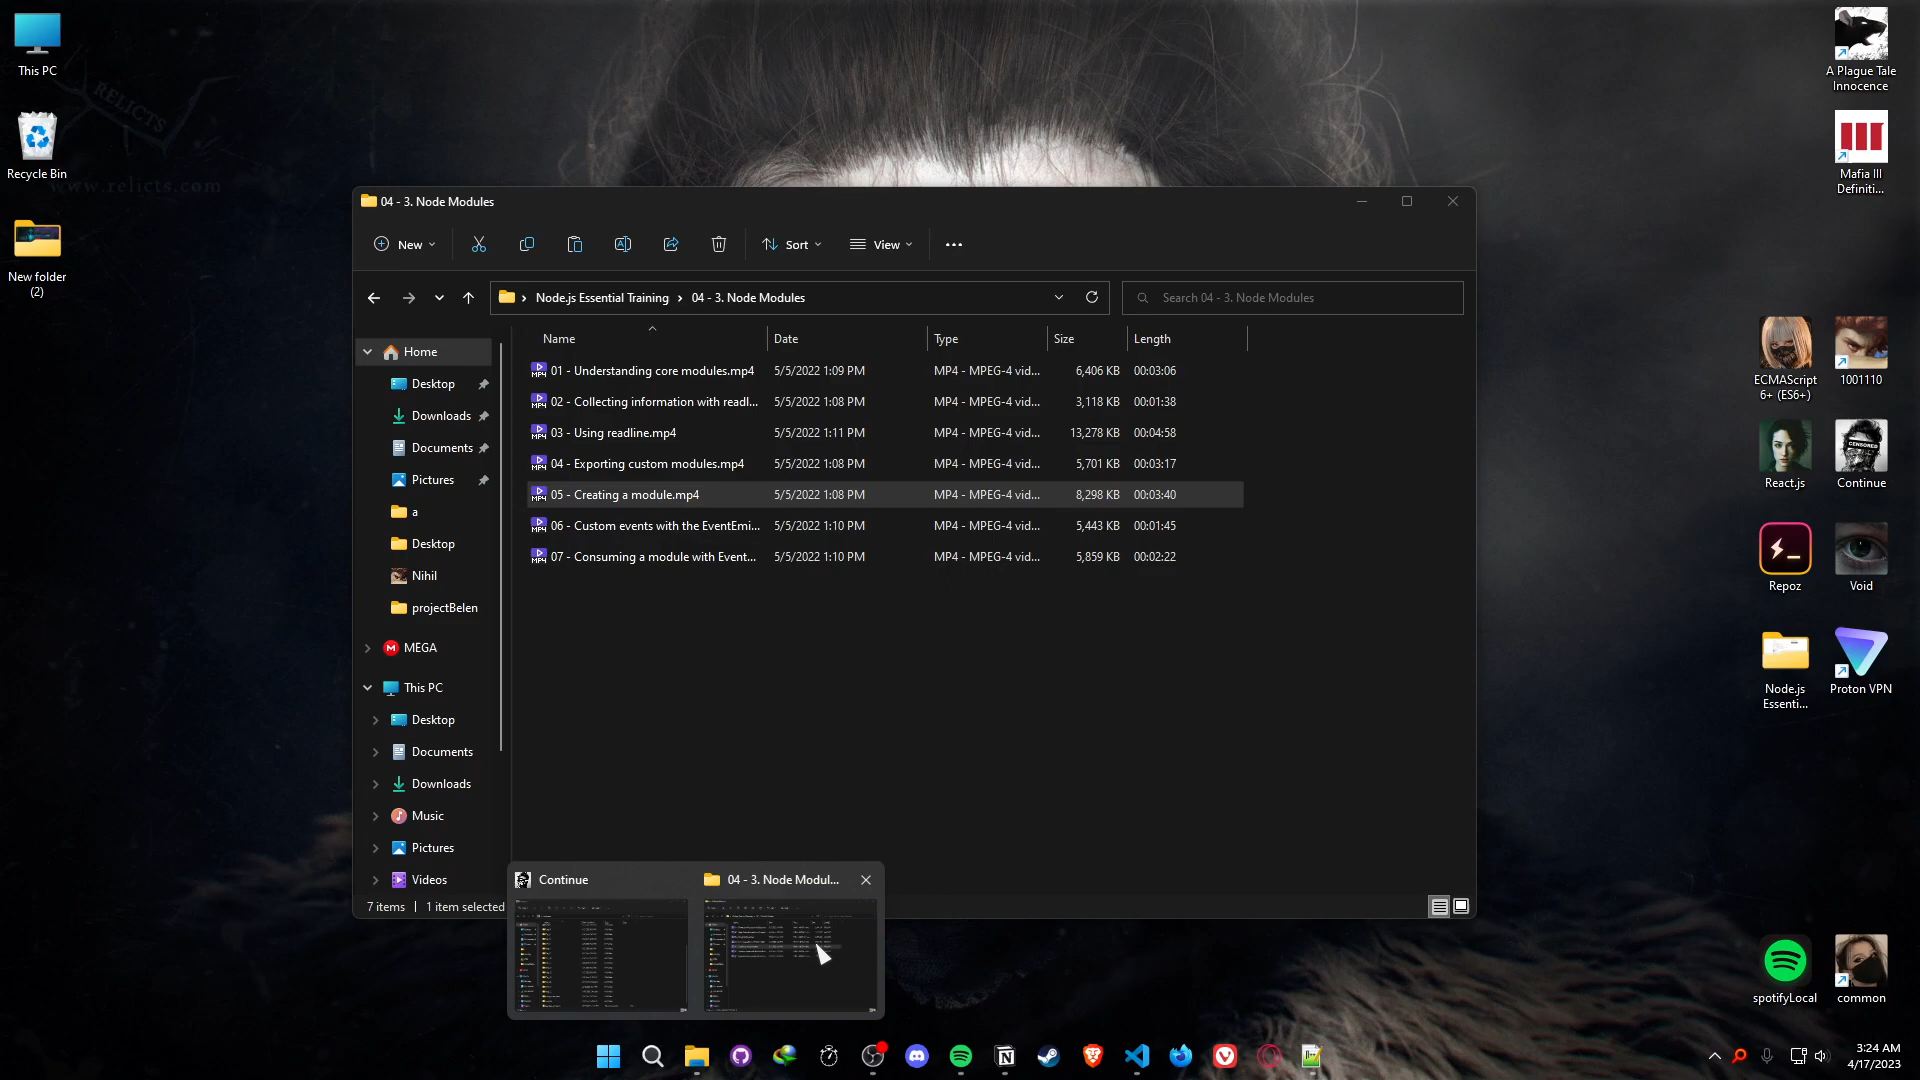 This PC
Recycle Bin
New folder
(2)
RELICTS
www.relicts.com
A Plague Tale
Innocence
Mafia III
Definiti...
ECMAScript
6+ (ES6+)
1001110
React.js
CENSORED
Continue
Repoz
Void
Node.js
Essenti...
Proton VPN
spotifyLocal
common
04 - 3. Node Modules
New
Sort
View
Node.js Essential Training
04 - 3. Node Modules
Search 04 - 3. Node Modules
Name Date Type Size Length
01 - Understanding core modules.mp4 5/5/2022 1:09 PM MP4 - MPEG-4 vid... 6,406 KB 00:03:06
02 - Collecting information with readl... 5/5/2022 1:08 PM MP4 - MPEG-4 vid... 3,118 KB 00:01:38
03 - Using readline.mp4 5/5/2022 1:11 PM MP4 - MPEG-4 vid... 13,278 KB 00:04:58
04 - Exporting custom modules.mp4 5/5/2022 1:08 PM MP4 - MPEG-4 vid... 5,701 KB 00:03:17
05 - Creating a module.mp4 5/5/2022 1:08 PM MP4 - MPEG-4 vid... 8,298 KB 00:03:40
06 - Custom events with the EventEmi... 5/5/2022 1:10 PM MP4 - MPEG-4 vid... 5,443 KB 00:01:45
07 - Consuming a module with Event... 5/5/2022 1:10 PM MP4 - MPEG-4 vid... 5,859 KB 00:02:22
Home
Desktop
Downloads
Documents
Pictures
a
Desktop
Nihil
projectBelen
MEGA
This PC
Desktop
Documents
Downloads
Music
Pictures
Videos
7 items
1 item selected
Continue
04 - 3. Node Modul...
3:24 AM
4/17/2023